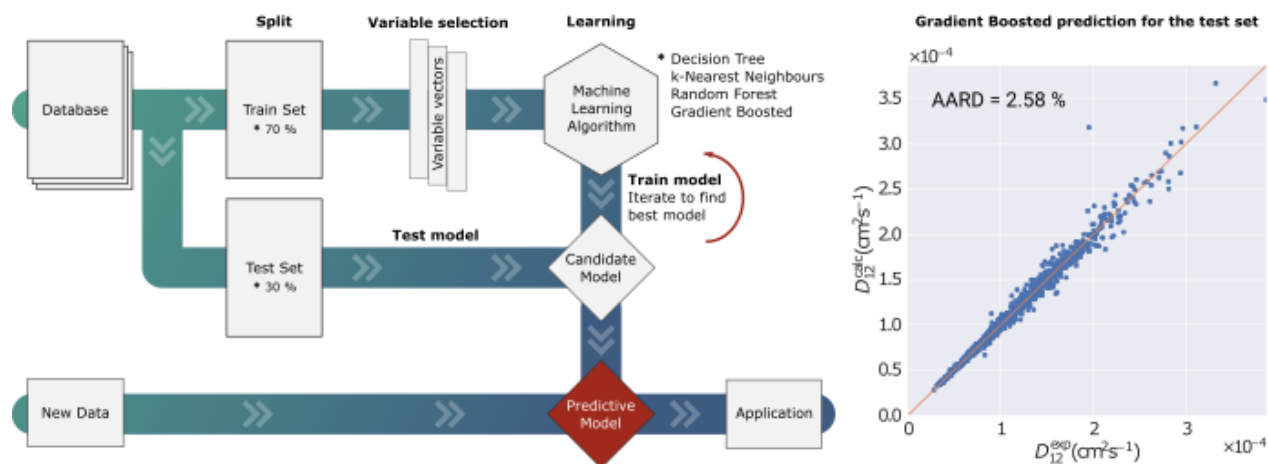 Split
Variable selection
Learning
Database
Train Set
* 70 %
Variable vectors
Machine
Learning
Algorithm
* Decision Tree
k-Nearest Neighbours
Random Forest
Gradient Boosted
Train model
Iterate to find
best model
Test Set
* 30 %
Test model
Candidate
Model
New Data
Predictive
Model
Application
Gradient Boosted prediction for the test set
×10⁻⁴
AARD = 2.58 %
3.5
3.0
2.5
2.0
1.5
1.0
0.5
0.0
D₁₂ᶜᵃˡᶜ(cm²s⁻¹)
0
1
2
3
D₁₂ᵉˣᵖ(cm²s⁻¹)
×10⁻⁴